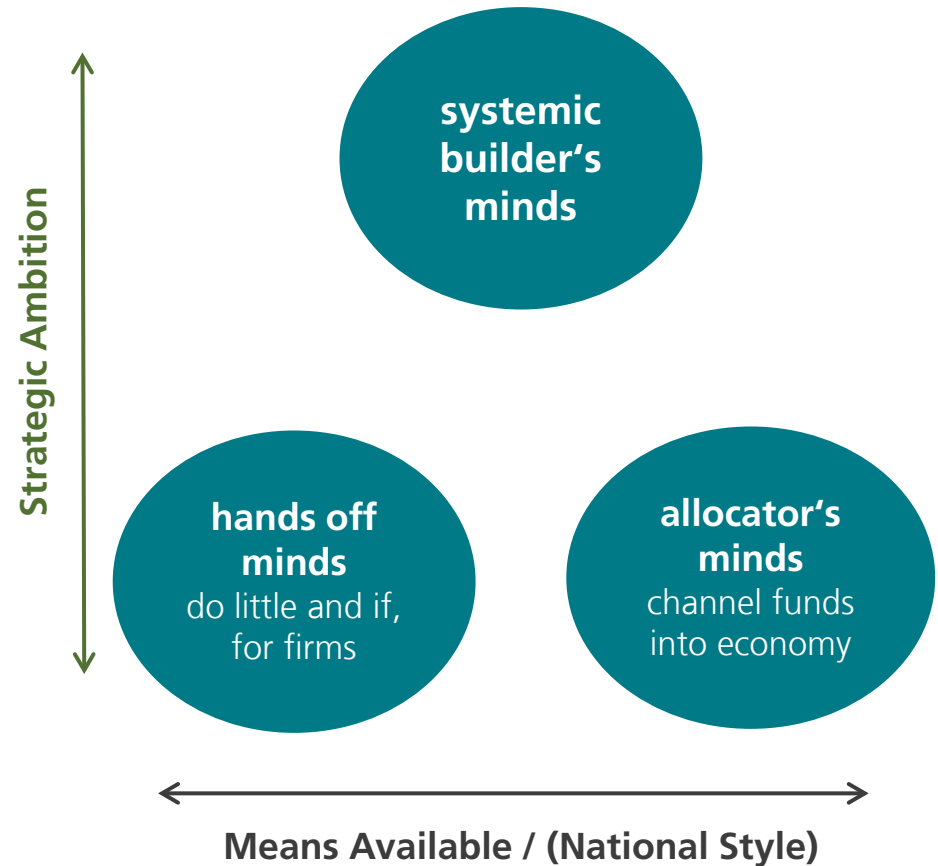 systemic
builder‘s
minds
Strategic Ambition
hands off
minds
do little and if,
for firms
allocator‘s
minds
channel funds
into economy
Means Available / (National Style)